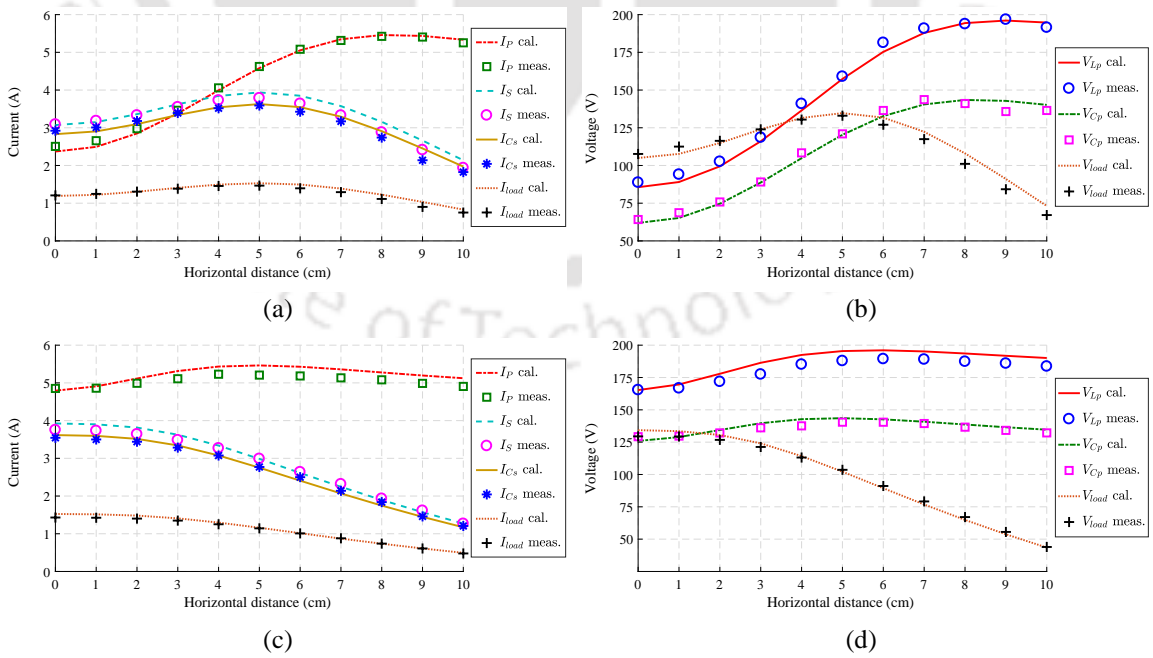 6
5
4
3
2
1
0
Current (A)
0 1 2 3 4 5 6 7 8 9 10
Horizontal distance (cm)
I_P cal.
I_P meas.
I_S cal.
I_S meas.
I_Cs cal.
I_Cs meas.
I_load cal.
I_load meas.
(a)
200
175
150
125
100
75
50
Voltage (V)
0 1 2 3 4 5 6 7 8 9 10
Horizontal distance (cm)
V_Lp cal.
V_Lp meas.
V_Cp cal.
V_Cp meas.
V_load cal.
V_load meas.
(b)
of Technolo
6
5
4
3
2
1
0
Current (A)
0 1 2 3 4 5 6 7 8 9 10
Horizontal distance (cm)
I_P cal.
I_P meas.
I_S cal.
I_S meas.
I_Cs cal.
I_Cs meas.
I_load cal.
I_load meas.
(c)
200
175
150
125
100
75
50
Voltage (V)
0 1 2 3 4 5 6 7 8 9 10
Horizontal distance (cm)
V_Lp cal.
V_Lp meas.
V_Cp cal.
V_Cp meas.
V_load cal.
V_load meas.
(d)